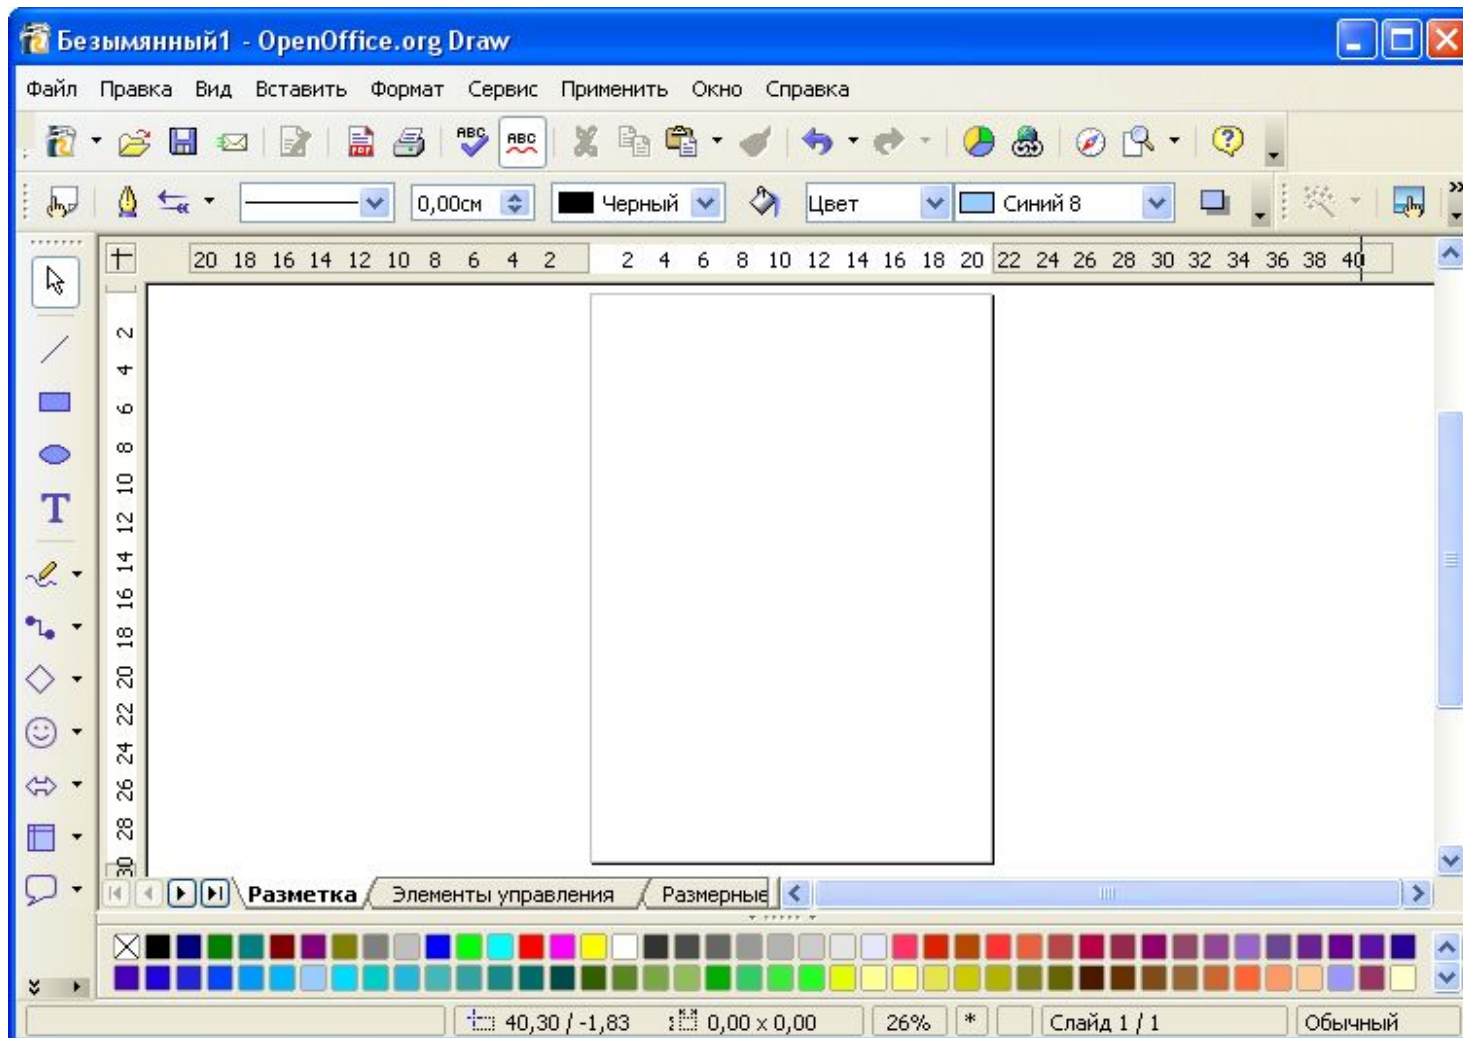 Безымянный1 - OpenOffice.org Draw
Файл Правка Вид Вставить Формат Сервис Применить Окно Справка
PDF ABC ABC
0,00см Черный Цвет Синий 8
20 18 16 14 12 10 8 6 4 2 2 4 6 8 10 12 14 16 18 20 22 24 26 28 30 32 34 36 38 40
2
4
6
8
10
12
14
16
18
20
22
24
26
28
30
T
Разметка Элементы управления Размерные
40,30 / -1,83 0,00 x 0,00 26% * Слайд 1 / 1 Обычный